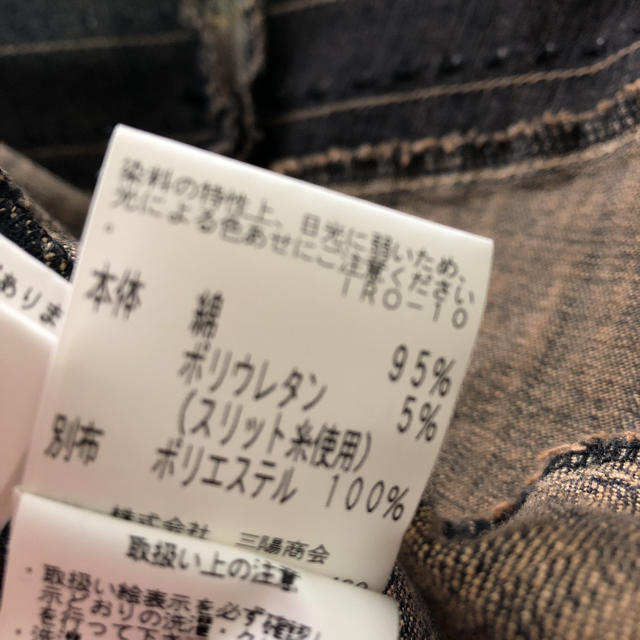 染料の特性上、日光に弱いため、
光による色あせにご注意ください
TRO-10
本体 綿 95%
ポリウレタン 5%
(スリット糸使用)
別布 ポリエステル 100%
株式会社 三陽商会
取扱い上の注意
・取扱い絵表示を必ず確認し
あり